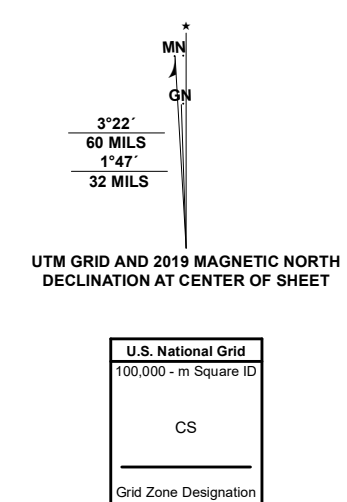 MN
GN
3°22´
60 MILS
1°47´
32 MILS
UTM GRID AND 2019 MAGNETIC NORTH
DECLINATION AT CENTER OF SHEET
U.S. National Grid
100,000 - m Square ID
CS
Grid Zone Designation